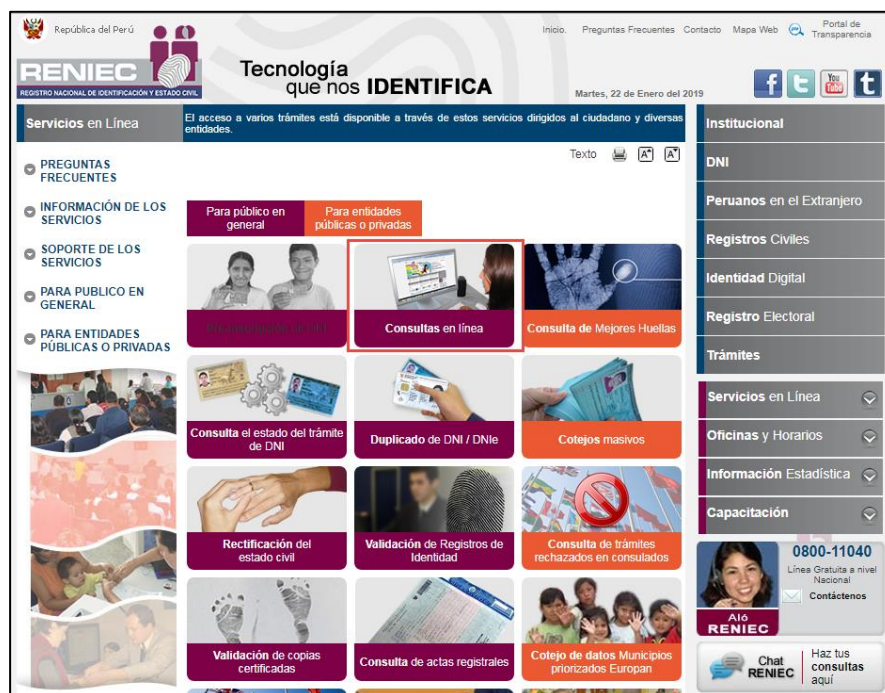 República del Perú
Inicio.
Preguntas Frecuentes
Contacto
Mapa Web
Portal de
Transparencia
RENIEC
REGISTRO NACIONAL DE IDENTIFICACIÓN Y ESTADO CIVIL
Tecnología
que nos IDENTIFICA
Martes, 22 de Enero del 2019
f
t
You
Tube
t
Servicios en Línea
El acceso a varios trámites está disponible a través de estos servicios dirigidos al ciudadano y diversas
entidades.
Texto
A
A
PREGUNTAS
FRECUENTES
INFORMACIÓN DE LOS
SERVICIOS
SOPORTE DE LOS
SERVICIOS
PARA PUBLICO EN
GENERAL
PARA ENTIDADES
PÚBLICAS O PRIVADAS
Para público en
general
Para entidades
públicas o privadas
Consultas en línea
Consulta de Mejores Huellas
Consulta el estado del trámite
de DNI
Duplicado de DNI / DNIe
Cotejos masivos
Rectificación del
estado civil
Validación de Registros de
Identidad
Consulta de trámites
rechazados en consulados
Validación de copias
certificadas
Consulta de actas registrales
Cotejo de datos Municipios
priorizados Europan
Institucional
DNI
Peruanos en el Extranjero
Registros Civiles
Identidad Digital
Registro Electoral
Trámites
Servicios en Línea
Oficinas y Horarios
Información Estadística
Capacitación
0800-11040
Línea Gratuita a nivel
Nacional
Contáctenos
Aló
RENIEC
Chat
RENIEC
Haz tus
consultas
aquí